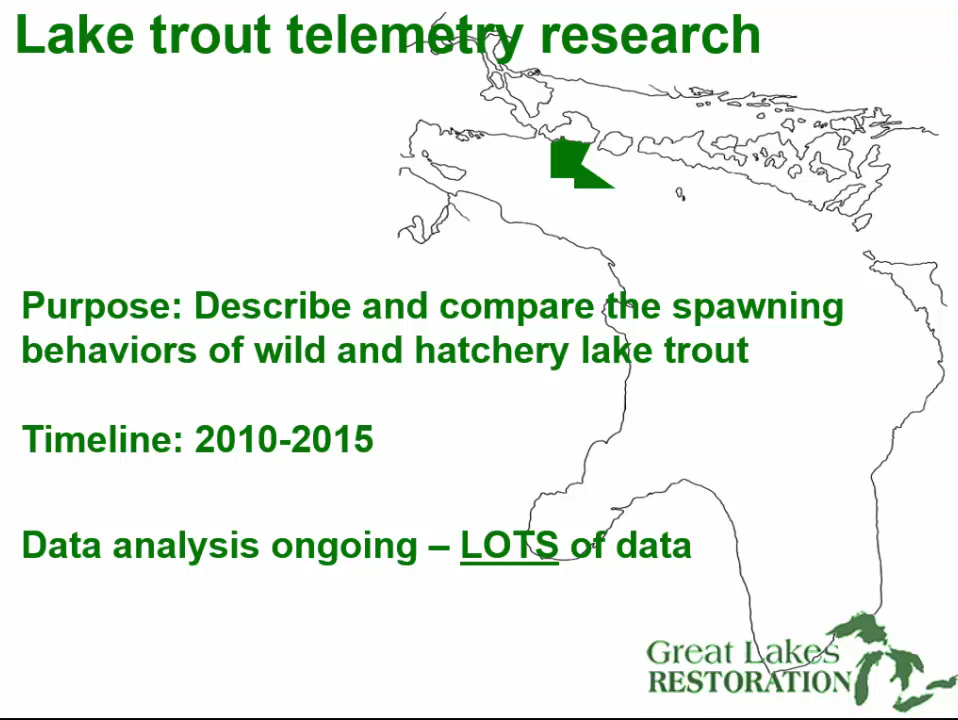 Lake trout telemetry research
Purpose: Describe and compare the spawning
behaviors of wild and hatchery lake trout
Timeline: 2010-2015
Data analysis ongoing – LOTS of data
Great Lakes
RESTORATION